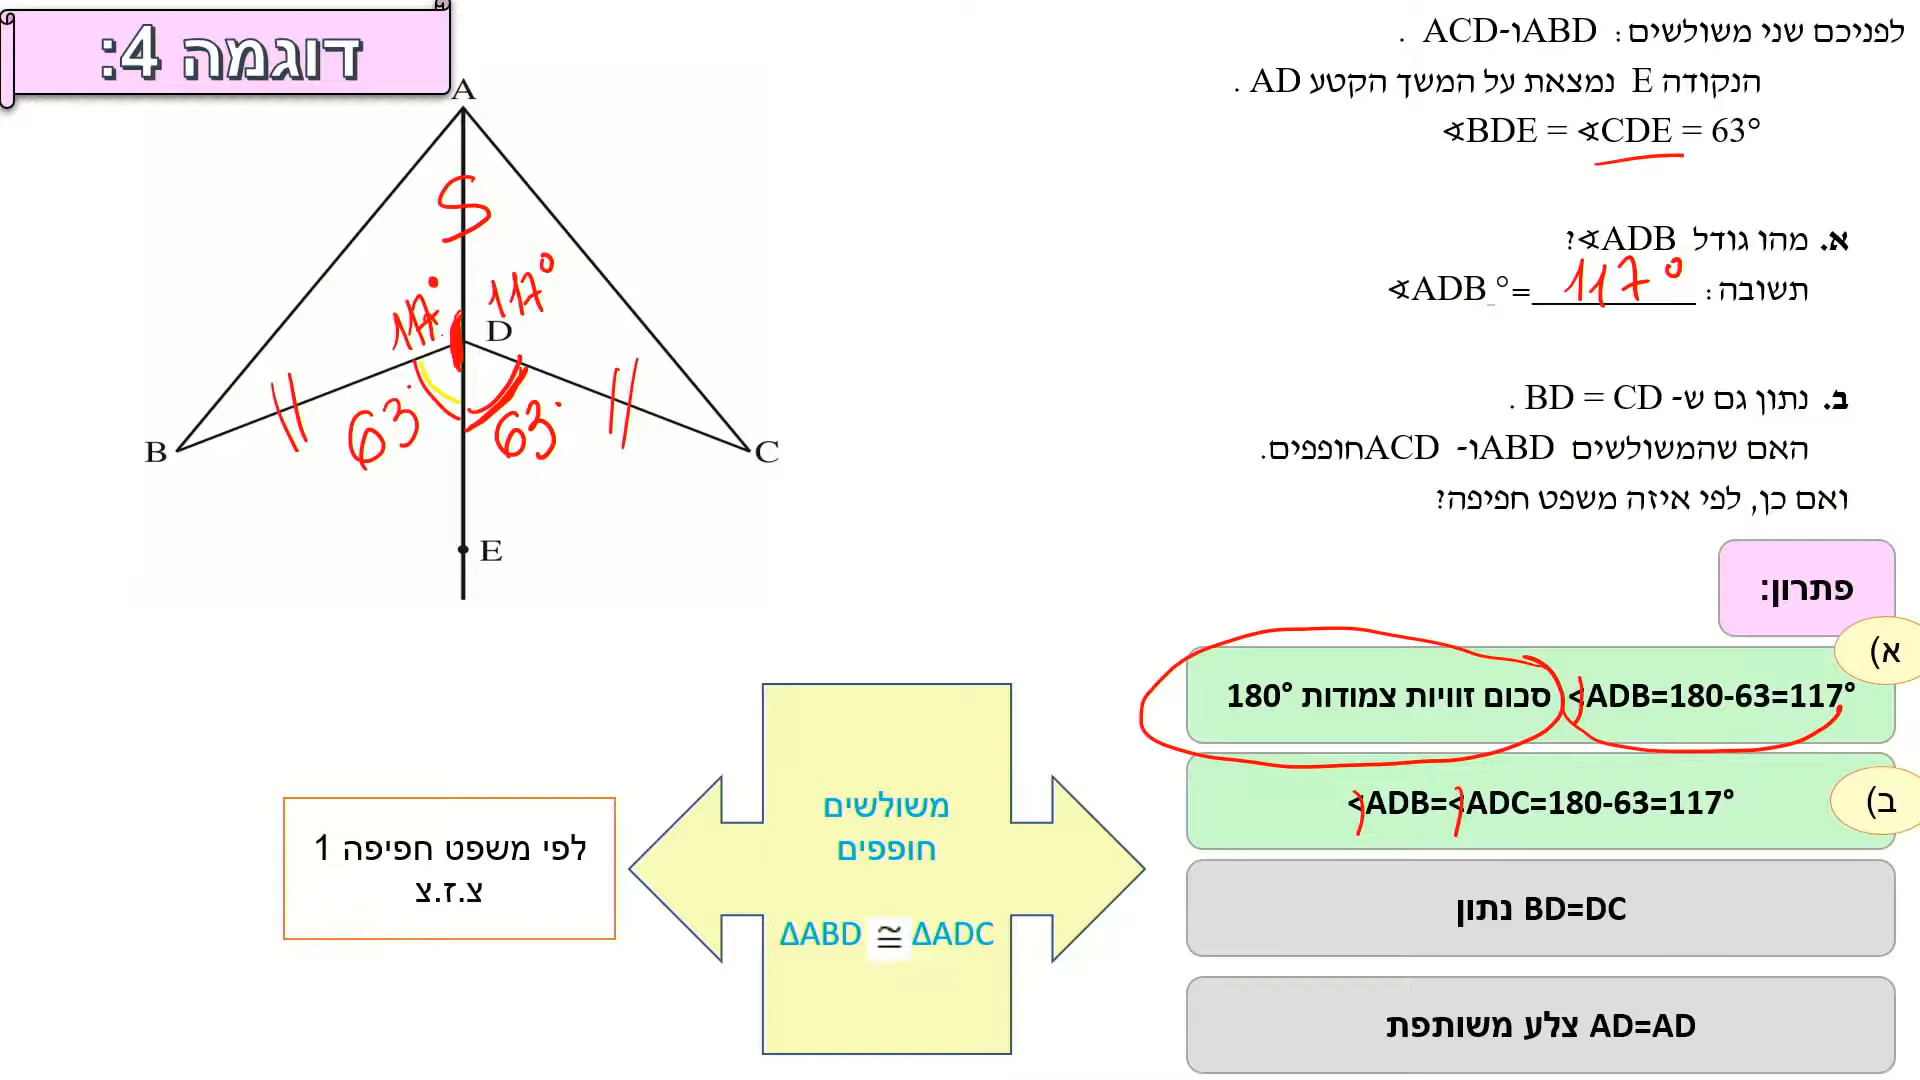 דוגמה 4:
לפניכם שני משולשים: ABD ו-ACD .
הנקודה E נמצאת על המשך הקטע AD .
∢BDE = ∢CDE = 63°
א. מהו גודל ∢ADB?
תשובה: ∢ADB_°= 117°
ב. נתון גם ש- BD = CD .
האם שהמשולשים ABD ו- ACD חופפים.
ואם כן, לפי איזה משפט חפיפה?
A
S
117°
117°
D
63°
63°
B
C
E
פתרון:
א)
<ADB=180-63=117° סכום זוויות צמודות 180°
ב)
<ADB=<ADC=180-63=117°
BD=DC נתון
AD=AD צלע משותפת
משולשים
חופפים
ΔABD ≅ ΔADC
לפי משפט חפיפה 1
צ.ז.צ